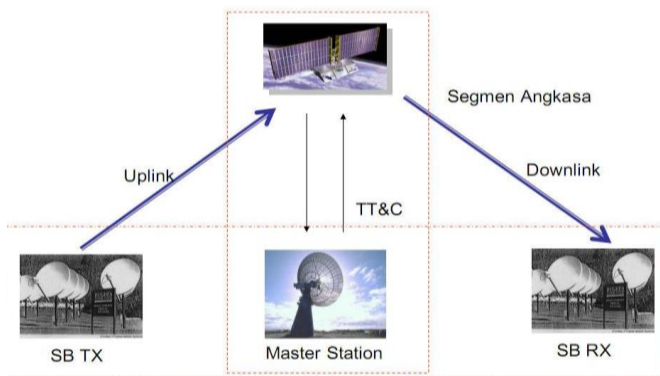 Segmen Angkasa
Uplink
Downlink
TT&C
SB TX
Master Station
SB RX